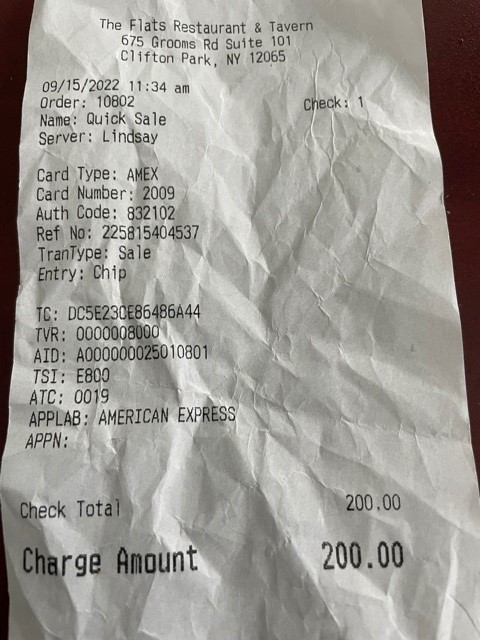 The Flats Restaurant & Tavern
675 Grooms Rd Suite 101
Clifton Park, NY 12065
09/15/2022 11:34 am
Order: 10802 Check: 1
Name: Quick Sale
Server: Lindsay
Card Type: AMEX
Card Number: 2009
Auth Code: 832102
Ref No: 225815404537
TranType: Sale
Entry: Chip
TC: DC5E23CE86486A44
TVR: 0000008000
AID: A000000025010801
TSI: E800
ATC: 0019
APPLAB: AMERICAN EXPRESS
APPN:
Check Total 200.00
Charge Amount 200.00